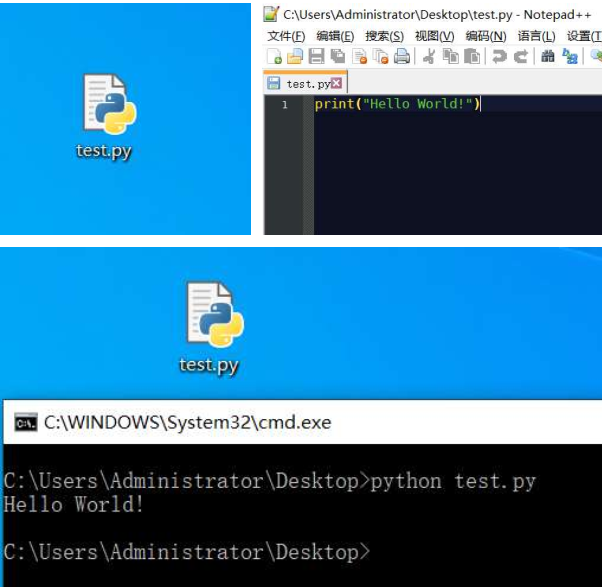 test.py
C:\Users\Administrator\Desktop\test.py - Notepad++
文件(F) 编辑(E) 搜索(S) 视图(V) 编码(N) 语言(L) 设置(T
test.py
1 print("Hello World!")
test.py
C:\WINDOWS\System32\cmd.exe
C:\Users\Administrator\Desktop>python test.py
Hello World!
C:\Users\Administrator\Desktop>